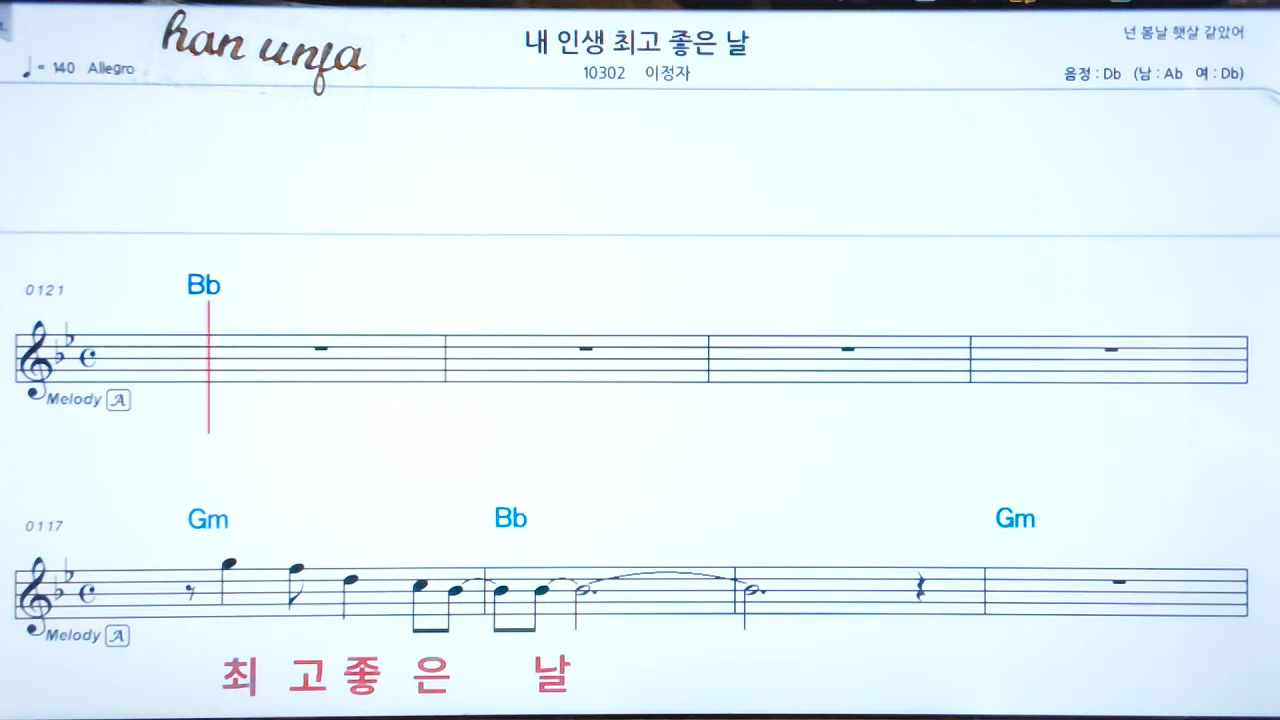 han unfa
내 인생 최고 좋은 날
넌 봄날 햇살 같았어
♩= 140 Allegro
10302 이정자
음정 : Db (남 : Ab 여 : Db)
0121
Bb
Melody A
0117
Gm Bb Gm
Melody A
최 고 좋 은 날